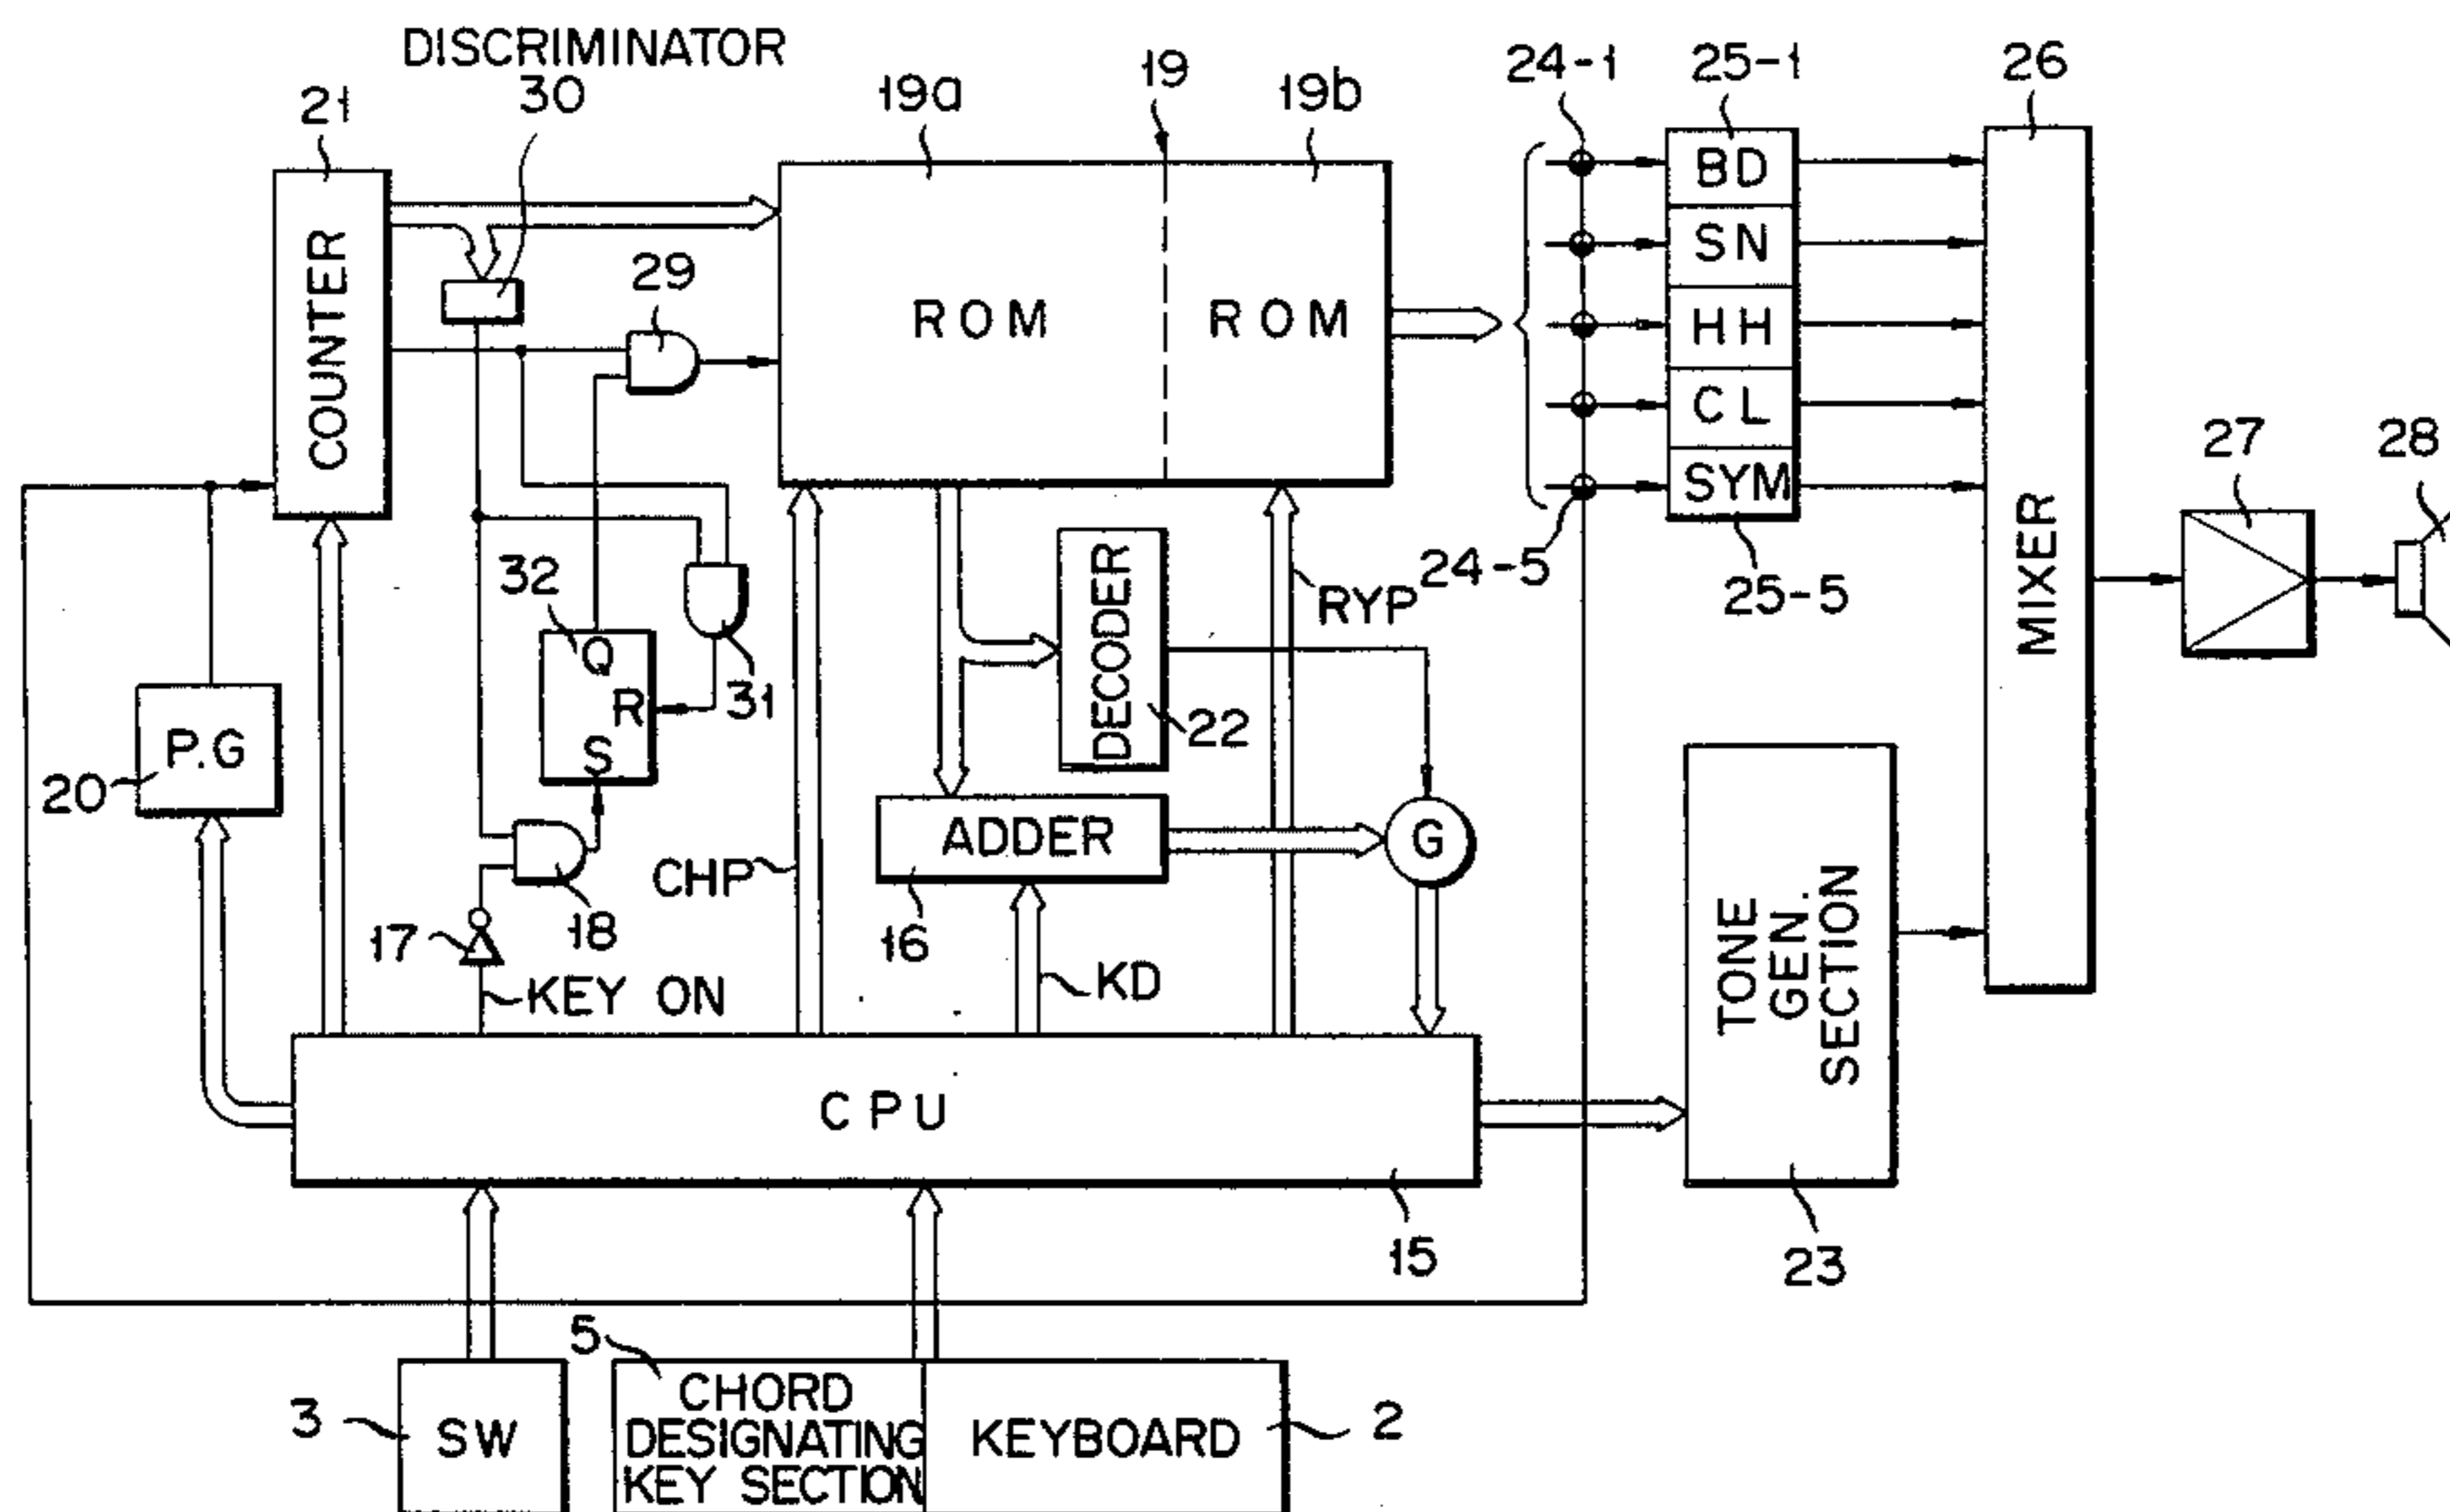 DISCRIMINATOR
30
21
19a
19
19b
24-1
25-1
26
COUNTER
29
ROM
ROM
BD
SN
HH
CL
SYM
27
28
24-5
25-5
MIXER
32
Q
R
S
31
DECODER
22
RYP
P.G
20
ADDER
G
CHP
16
17
18
KEY ON
KD
TONE
GEN.
SECTION
CPU
15
23
5
3
SW
CHORD
DESIGNATING
KEY SECTION
KEYBOARD
2